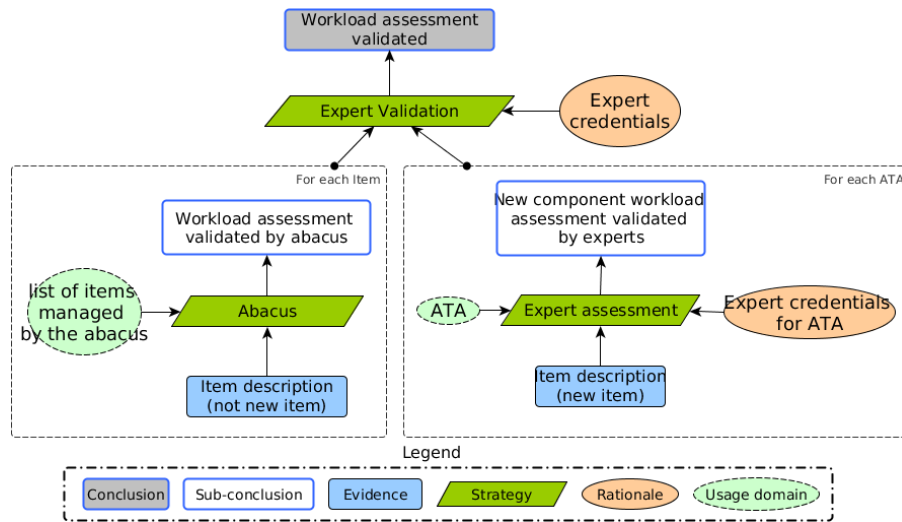 Workload assessment
validated
Expert Validation
Expert
credentials
For each Item
Workload assessment
validated by abacus
list of items
managed
by the abacus
Abacus
Item description
(not new item)
For each ATA
New component workload
assessment validated
by experts
ATA
Expert assessment
Expert credentials
for ATA
Item description
(new item)
Legend
Conclusion
Sub-conclusion
Evidence
Strategy
Rationale
Usage domain